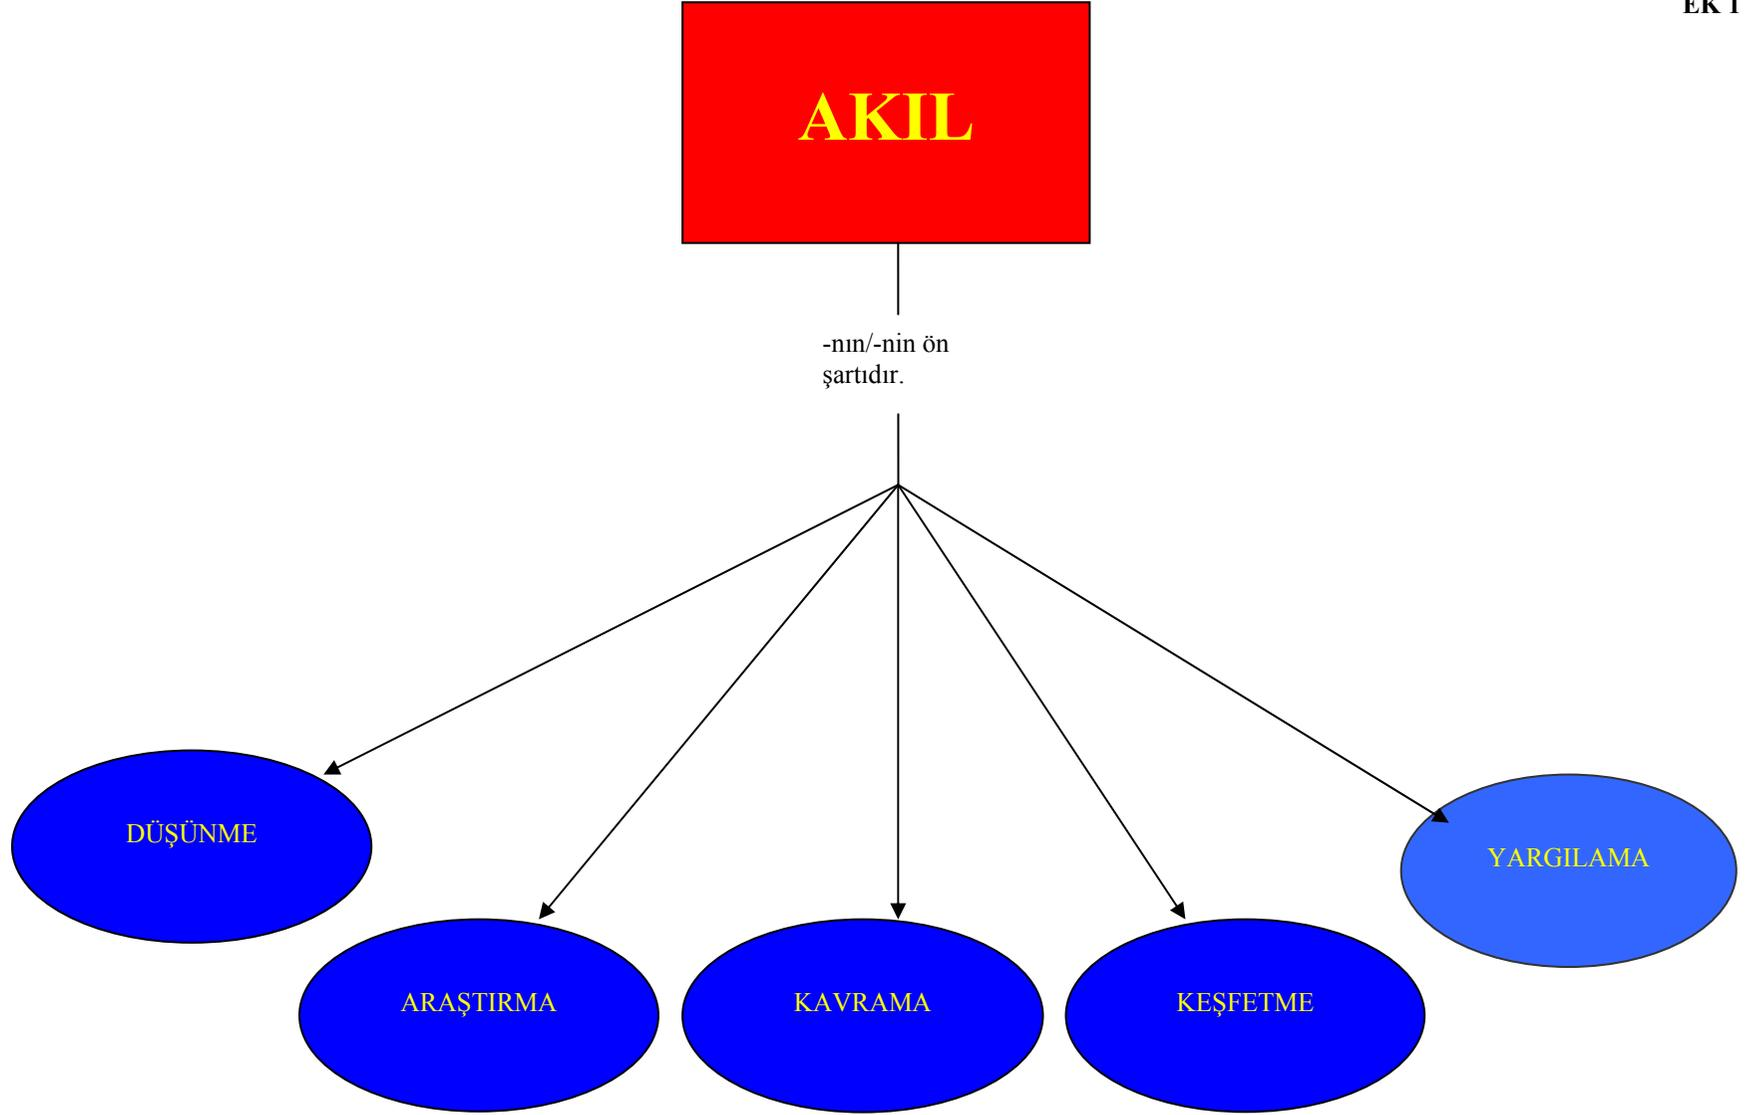 EK 1
AKIL
-nın/-nin ön
şartıdır.
DÜŞÜNME
YARGILAMA
ARAŞTIRMA
KAVRAMA
KEŞFETME